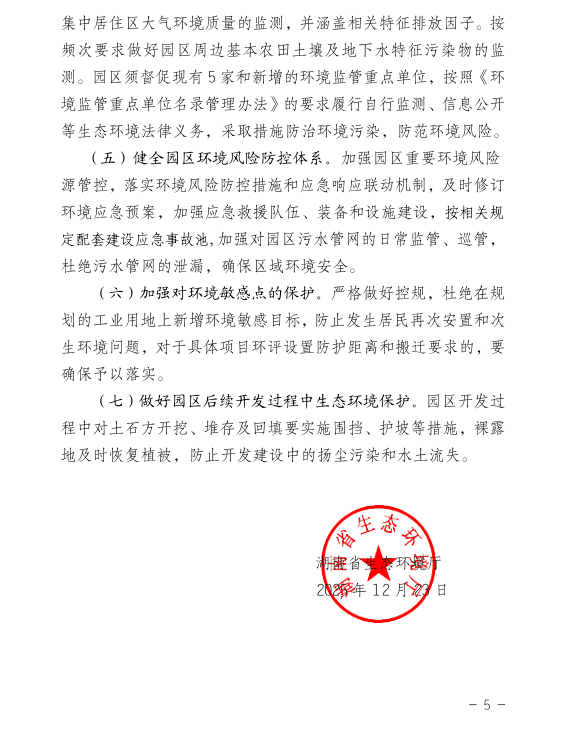 集中居住区大气环境质量的监测，并涵盖相关特征排放因子。按
频次要求做好园区周边基本农田土壤及地下水特征污染物的监
测。园区须督促现有5家和新增的环境监管重点单位，按照《环
境监管重点单位名录管理办法》的要求履行自行监测、信息公开
等生态环境法律义务，采取措施防治环境污染，防范环境风险。
（五）健全园区环境风险防控体系。加强园区重要环境风险
源管控，落实环境风险防控措施和应急响应联动机制，及时修订
环境应急预案，加强应急救援队伍、装备和设施建设，按相关规
定配套建设应急事故池，加强对园区污水管网的日常监管、巡管，
杜绝污水管网的泄漏，确保区域环境安全。
（六）加强对环境敏感点的保护。严格做好控规，杜绝在规
划的工业用地上新增环境敏感目标，防止发生居民再次安置和次
生环境问题，对于具体项目环评设置防护距离和搬迁要求的，要
确保予以落实。
（七）做好园区后续开发过程中生态环境保护。园区开发过
程中对土石方开挖、堆存及回填要实施围挡、护坡等措施，裸露
地及时恢复植被，防止开发建设中的扬尘污染和水土流失。
湖南省生态环境厅
湖南省生态环境厅
年12月23日
— 5 —